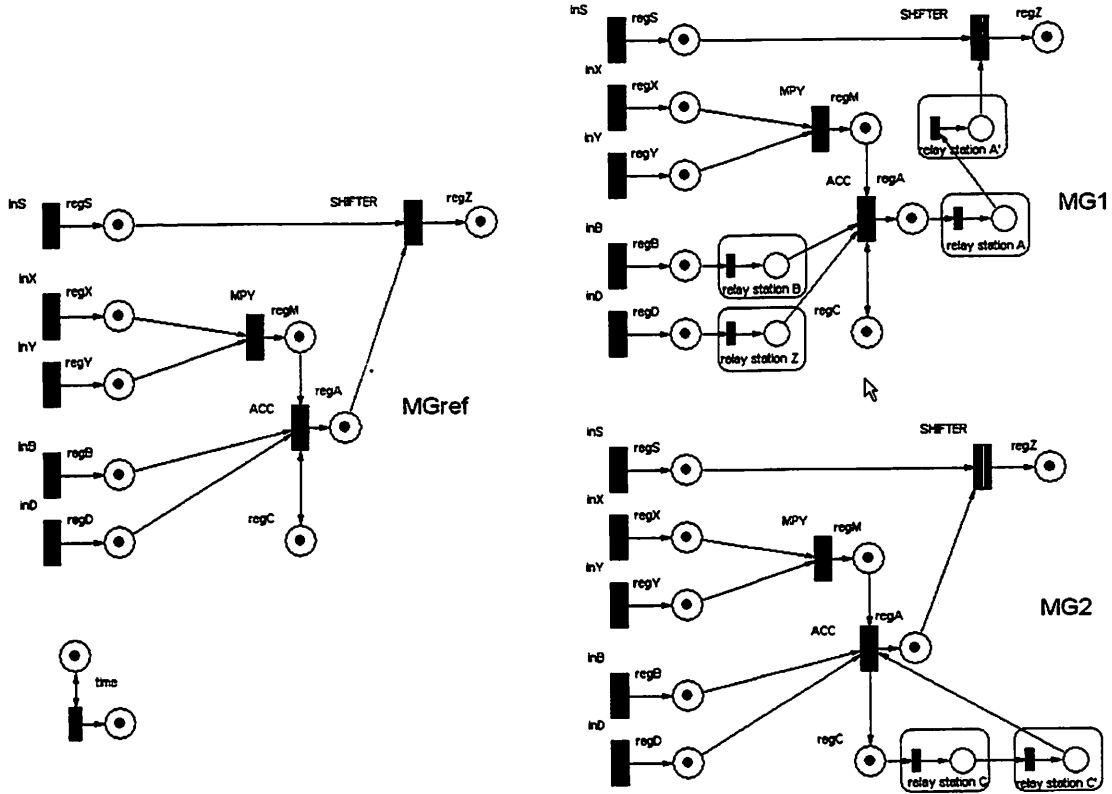 inS
regS
SHIFTER
regZ
inX
regX
MPY
regM
inY
regY
regA
ACC
MGref
inB
regB
inD
regD
regC
time
inS
regS
SHIFTER
regZ
inX
regX
MPY
regM
inY
regY
relay station A'
ACC
regA
MG1
inB
regB
relay station A
relay station B
inD
regD
regC
relay station Z
inS
regS
SHIFTER
regZ
inX
regX
MPY
regM
inY
regY
MG2
ACC
regA
inB
regB
inD
regD
regC
relay station C
relay station C'